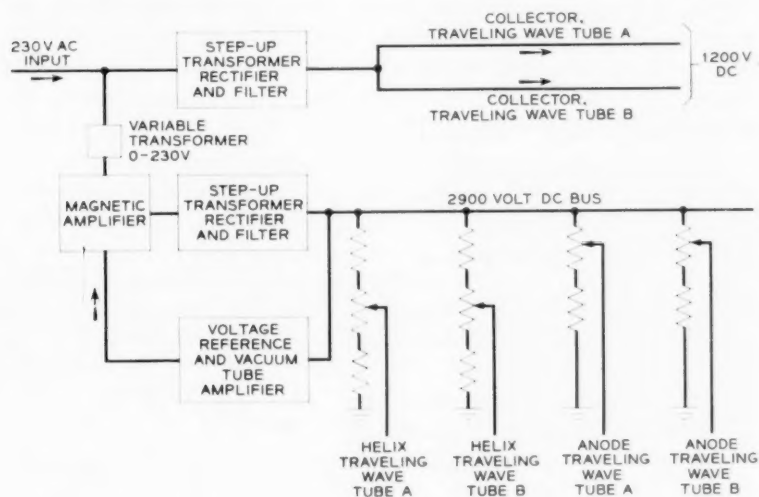 230V AC
INPUT
STEP-UP
TRANSFORMER
RECTIFIER
AND FILTER
COLLECTOR,
TRAVELING WAVE TUBE A
COLLECTOR,
TRAVELING WAVE TUBE B
1200 V
DC
VARIABLE
TRANSFORMER
0-230V
MAGNETIC
AMPLIFIER
STEP-UP
TRANSFORMER
RECTIFIER
AND FILTER
2900 VOLT DC BUS
VOLTAGE
REFERENCE
AND VACUUM
TUBE
AMPLIFIER
HELIX
TRAVELING
WAVE
TUBE A
HELIX
TRAVELING
WAVE
TUBE B
ANODE
TRAVELING
WAVE
TUBE A
ANODE
TRAVELING
WAVE
TUBE B